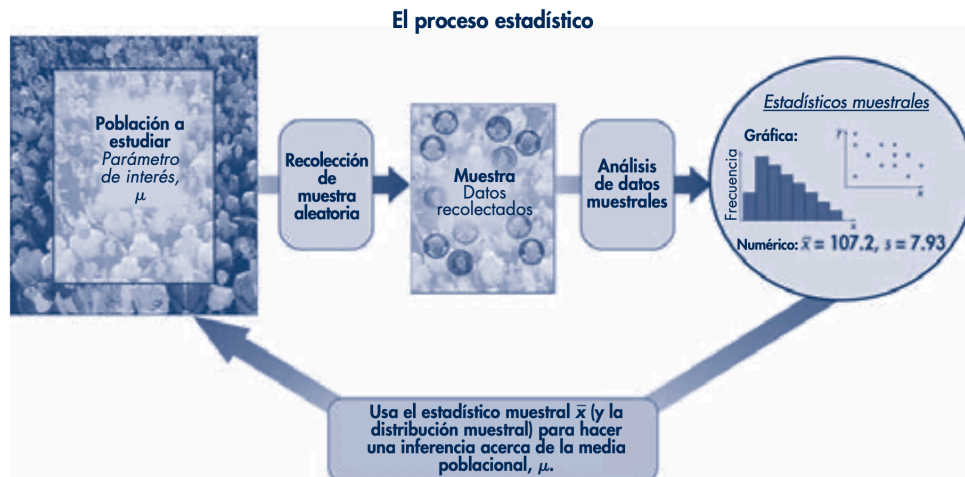 El proceso estadístico
Población a
estudiar
Parámetro
de interés,
μ
Recolección
de
muestra
aleatoria
Muestra
Datos
recolectados
Análisis
de datos
muestrales
Estadísticos muestrales
Gráfica:
y
x
Frecuencia
x
Numérico: x̄ = 107.2, s = 7.93
Usa el estadístico muestral x̄ (y la
distribución muestral) para hacer
una inferencia acerca de la media
poblacional, μ.